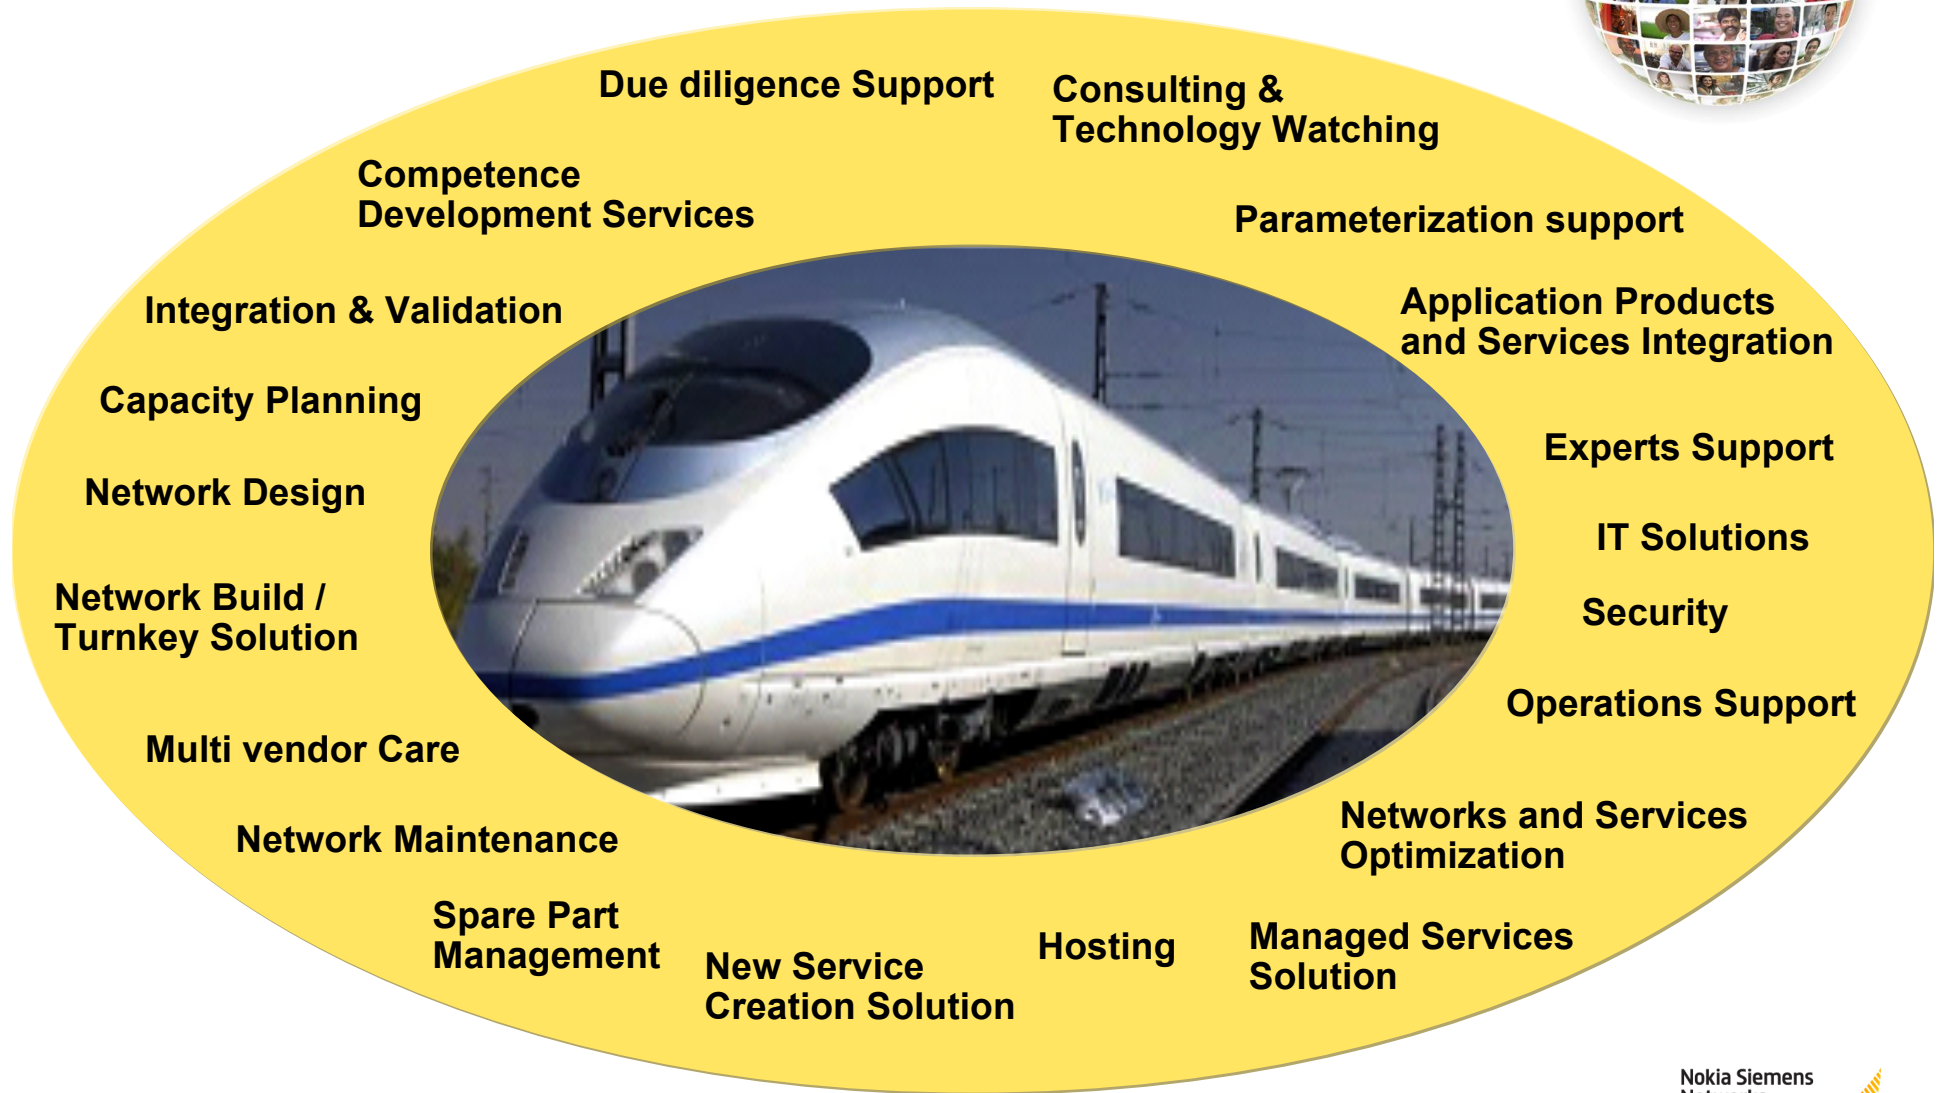 Due diligence Support
Consulting &
Technology Watching
Competence
Development Services
Parameterization support
Integration & Validation
Application Products
and Services Integration
Capacity Planning
Experts Support
Network Design
IT Solutions
Network Build /
Turnkey Solution
Security
Operations Support
Multi vendor Care
Networks and Services
Optimization
Network Maintenance
Spare Part
Management
New Service
Creation Solution
Hosting
Managed Services
Solution
Nokia Siemens